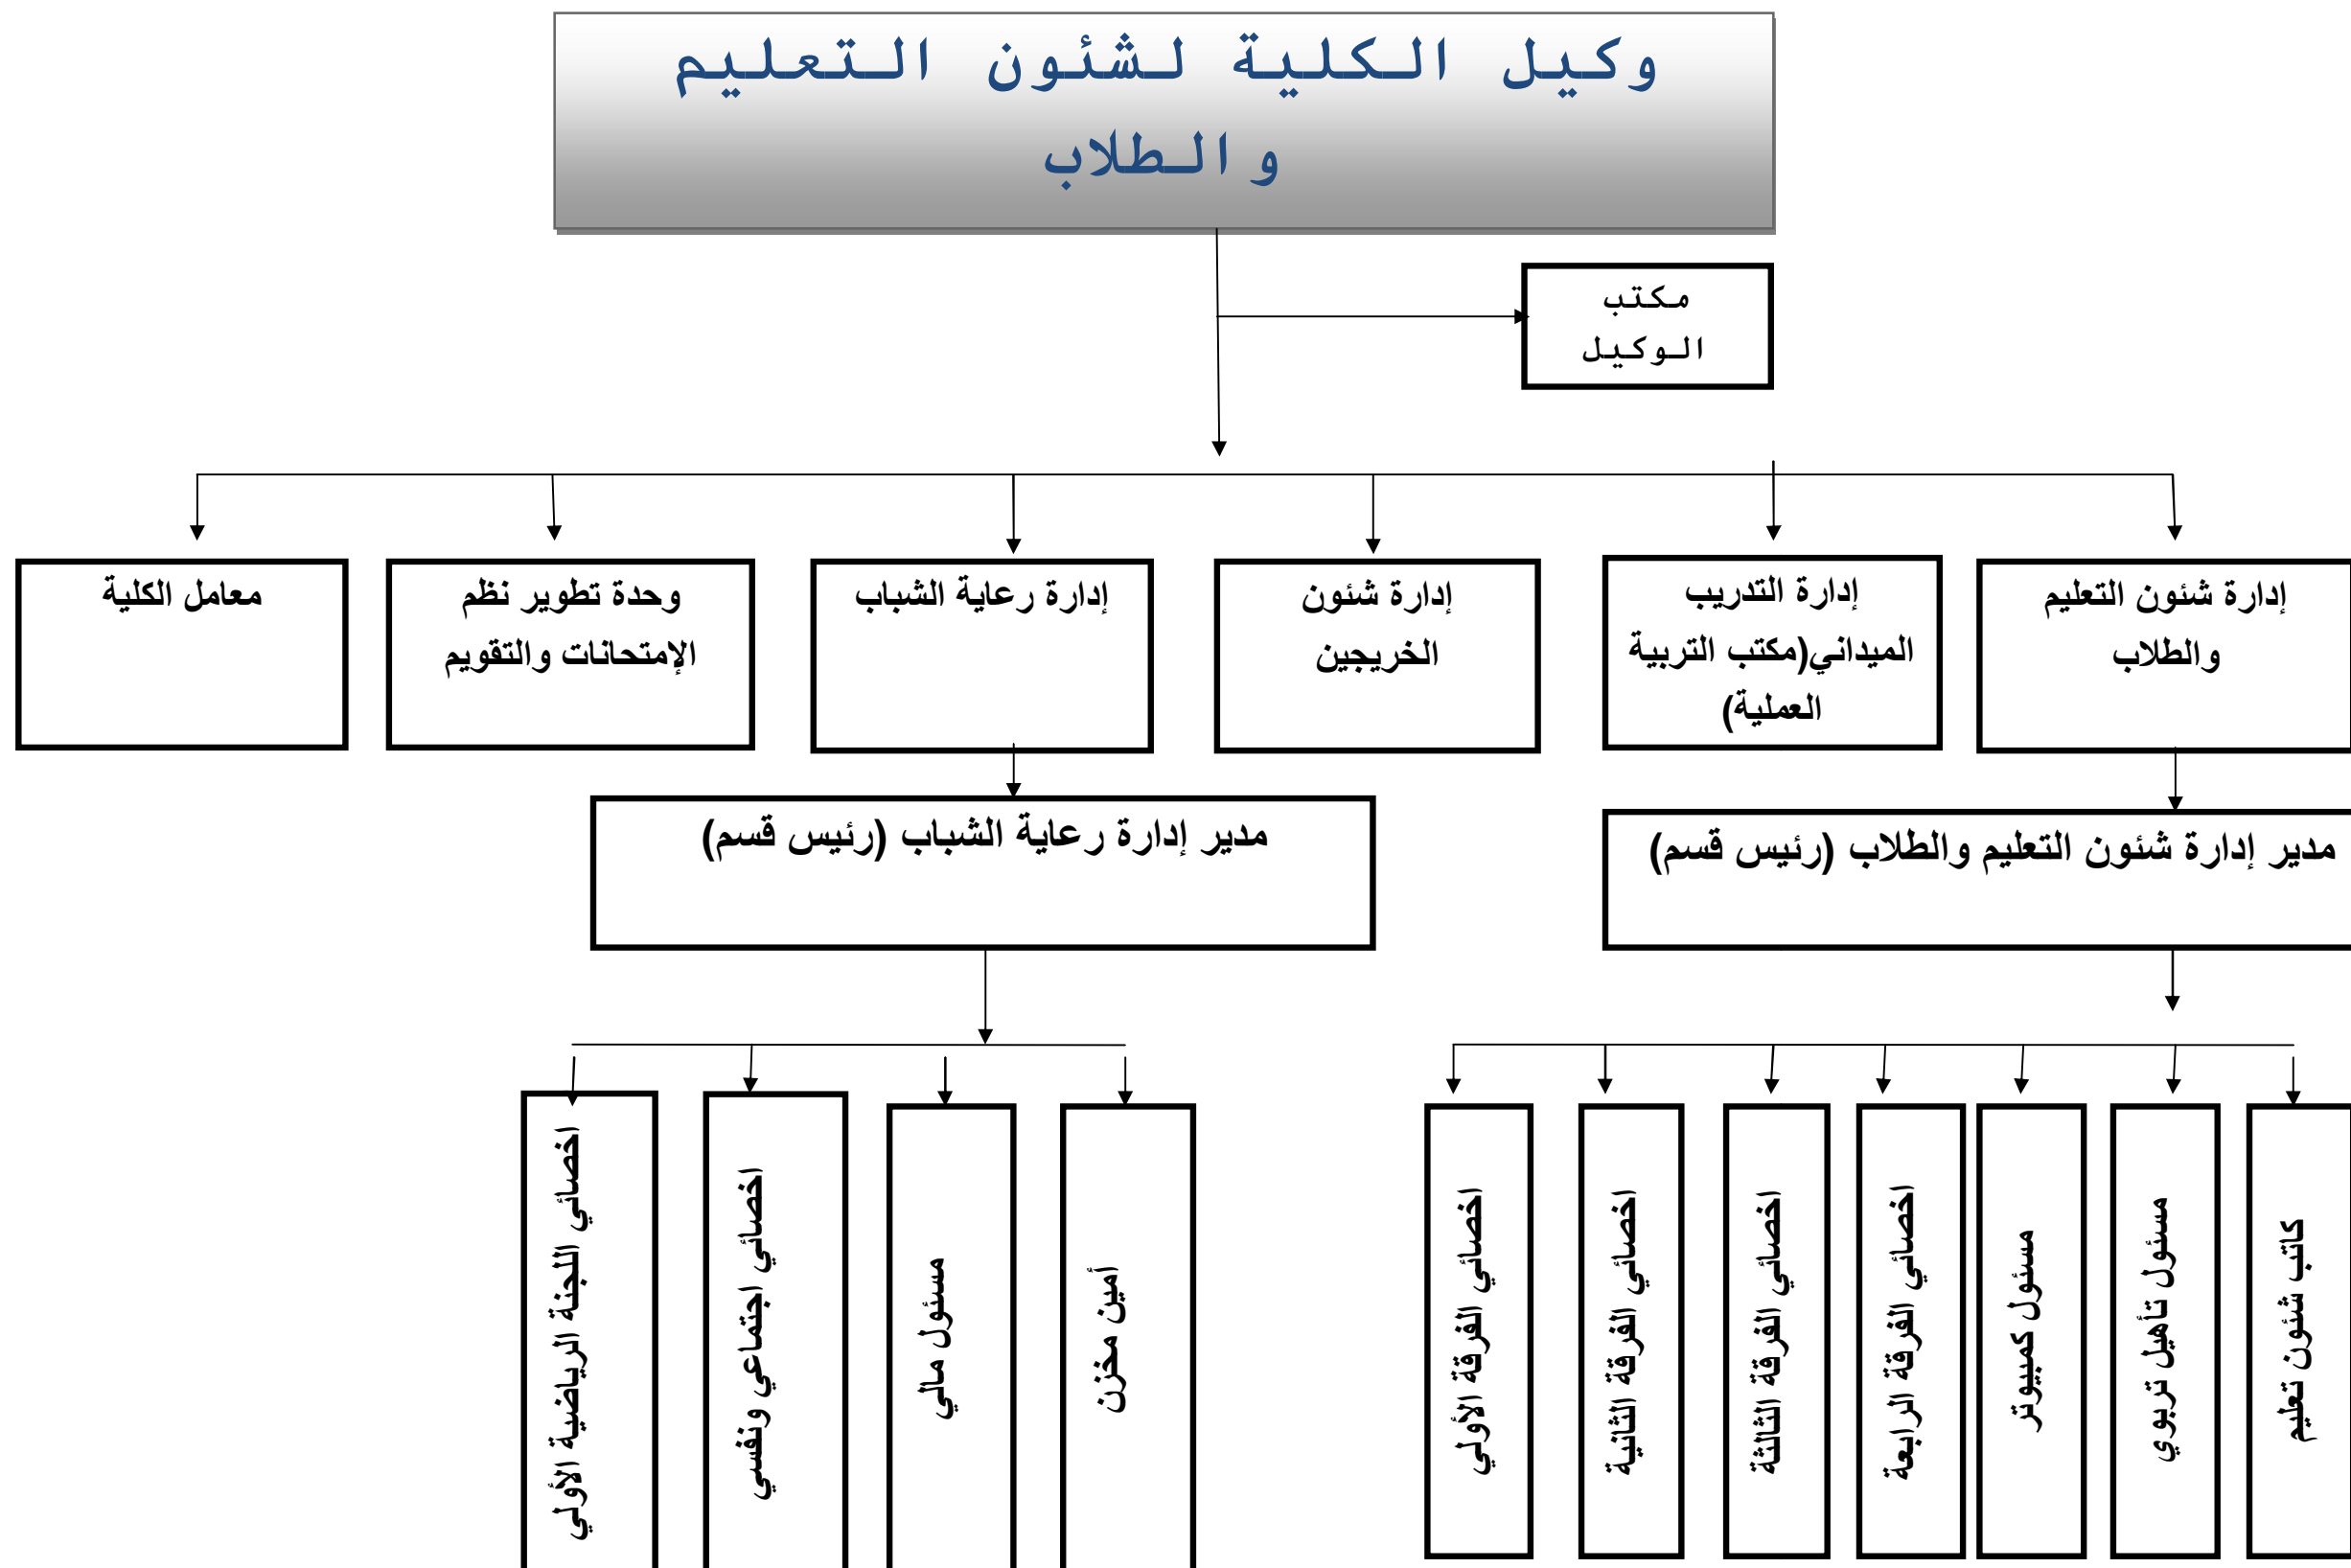 وكيل الكلية لشئون التعليم
والطلاب
مكتب
الوكيل
إدارة شئون التعليم
والطلاب
إدارة التدريب
الميداني(مكتب التربية
العملية)
إدارة شئون
الخريجين
إدارة رعاية الشباب
وحدة تطوير نظم
الإمتحانات والتقويم
معامل الكلية
مدير إدارة شئون التعليم والطلاب (رئيس قسم)
مدير إدارة رعاية الشباب (رئيس قسم)
كاتب شئون تعليم
مسئول تأهيل تربوي
مسئول كمبيوتر
اخصائي الفرقة الرابعة
اخصائي الفرقة الثالثة
اخصائي الفرقة الثانية
اخصائي الفرقة الأولي
أمين مخزن
مسئول مالي
اخصائي اجتماعي ونفسي
اخصائي اللجنة الرياضية الأولي